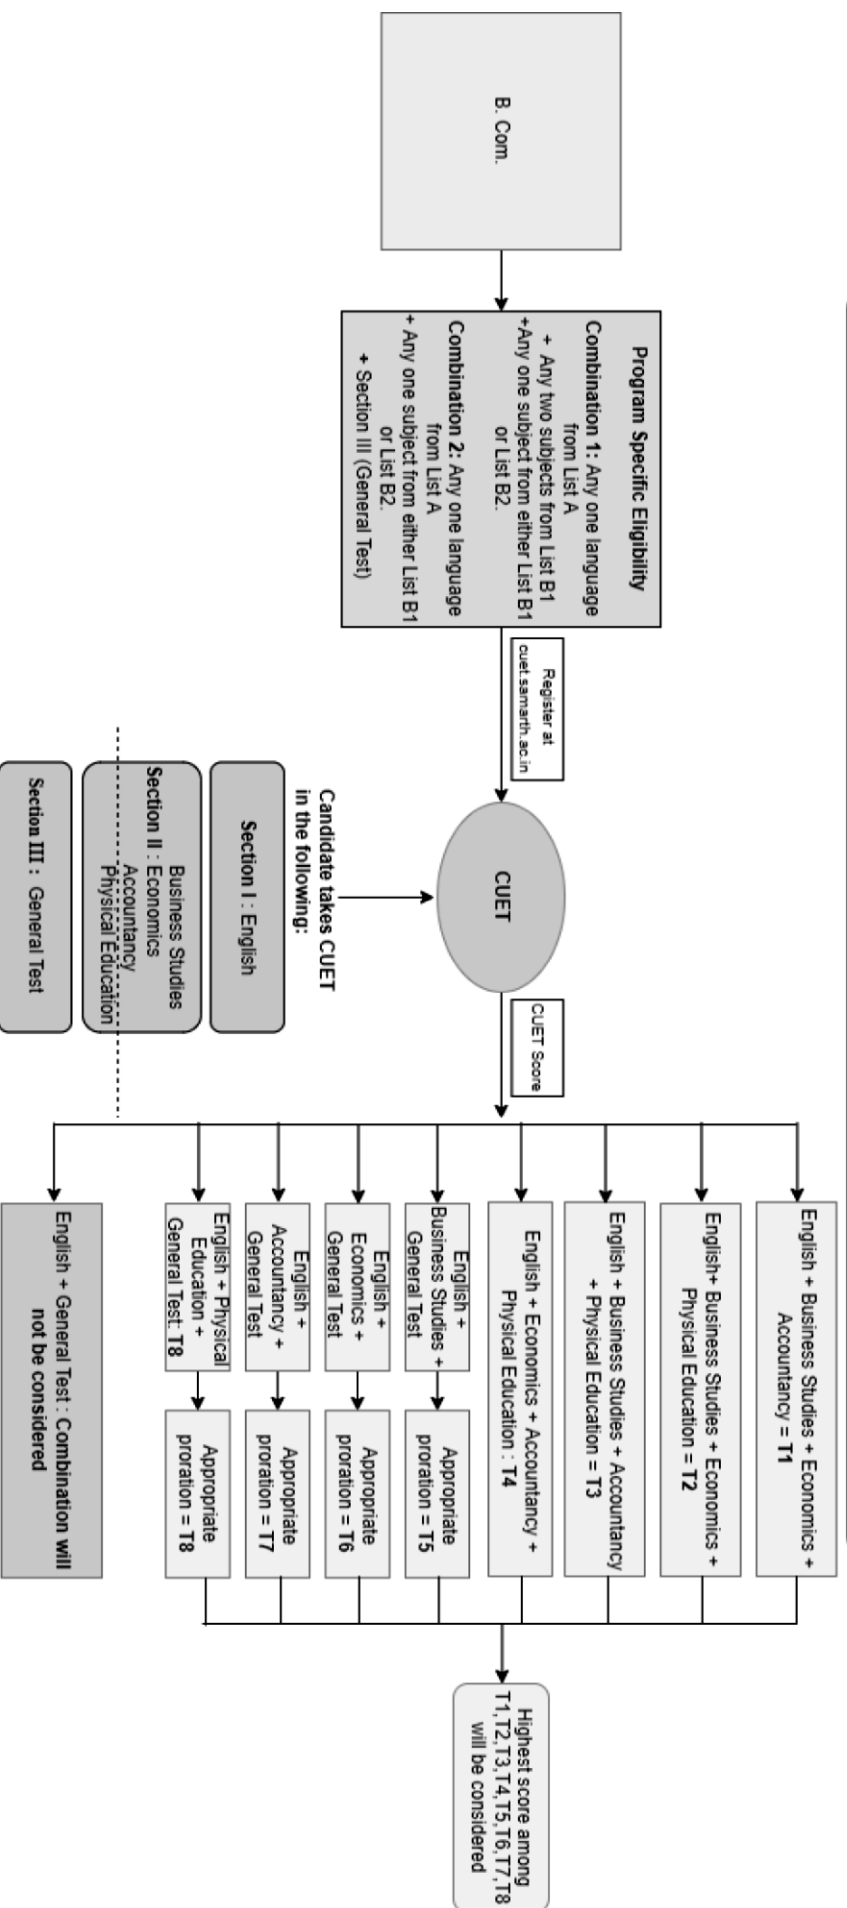 B. Com.
Program Specific Eligibility
Combination 1: Any one language
from List A
+ Any two subjects from List B1
+Any one subject from either List B1
or List B2.
Combination 2: Any one language
from List A
+ Any one subject from either List B1
or List B2.
+ Section III (General Test)
Register at
cuet.samarth.ac.in
CUET
Candidate takes CUET
in the following:
Section I : English
Business Studies
Section II : Economics
Accountancy
Physical Education
Section III : General Test
CUET Score
English + Business Studies + Economics +
Accountancy = T1
English+ Business Studies + Economics +
Physical Education = T2
English + Business Studies + Accountancy
+ Physical Education = T3
English + Economics + Accountancy +
Physical Education : T4
English +
Business Studies +
General Test
Appropriate
proration = T5
English +
Economics +
General Test
Appropriate
proration = T6
English +
Accountancy +
General Test
Appropriate
proration = T7
English + Physical
Education +
General Test: T8
Appropriate
proration = T8
English + General Test : Combination will
not be considered
Highest score among
T1,T2,T3,T4,T5,T6,T7,T8
will be considered